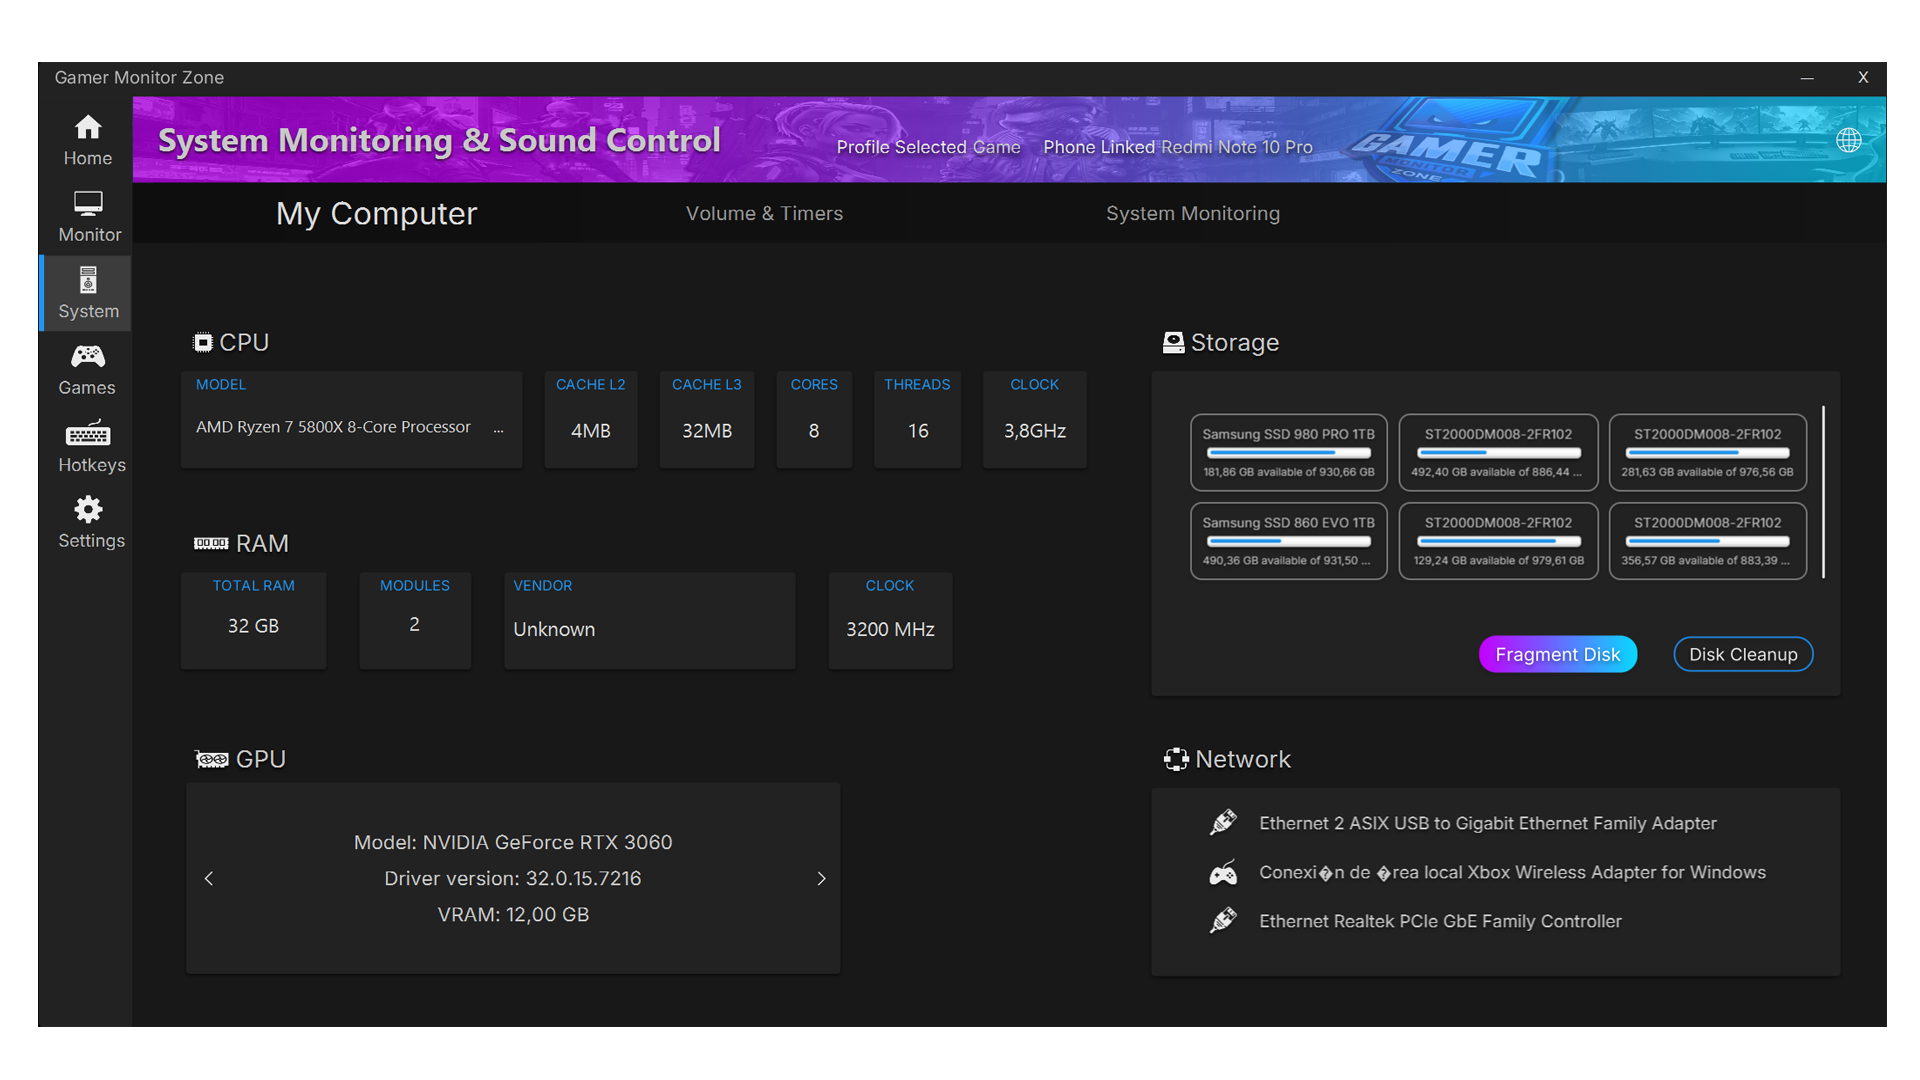 Gamer Monitor Zone
X
Home
Monitor
System
Games
Hotkeys
Settings
System Monitoring & Sound Control
Profile Selected Game
Phone Linked Redmi Note 10 Pro
GAMER
MONITOR
ZONE
My Computer
Volume & Timers
System Monitoring
CPU
MODEL
AMD Ryzen 7 5800X 8-Core Processor ...
CACHE L2
4MB
CACHE L3
32MB
CORES
8
THREADS
16
CLOCK
3,8GHz
RAM
TOTAL RAM
32 GB
MODULES
2
VENDOR
Unknown
CLOCK
3200 MHz
GPU
Model: NVIDIA GeForce RTX 3060
Driver version: 32.0.15.7216
VRAM: 12,00 GB
Storage
Samsung SSD 980 PRO 1TB
181,86 GB available of 930,66 GB
ST2000DM008-2FR102
492,40 GB available of 886,44 ...
ST2000DM008-2FR102
281,63 GB available of 976,56 GB
Samsung SSD 860 EVO 1TB
490,36 GB available of 931,50 ...
ST2000DM008-2FR102
129,24 GB available of 979,61 GB
ST2000DM008-2FR102
356,57 GB available of 883,39 ...
Fragment Disk
Disk Cleanup
Network
Ethernet 2 ASIX USB to Gigabit Ethernet Family Adapter
Conexi�n de �rea local Xbox Wireless Adapter for Windows
Ethernet Realtek PCIe GbE Family Controller